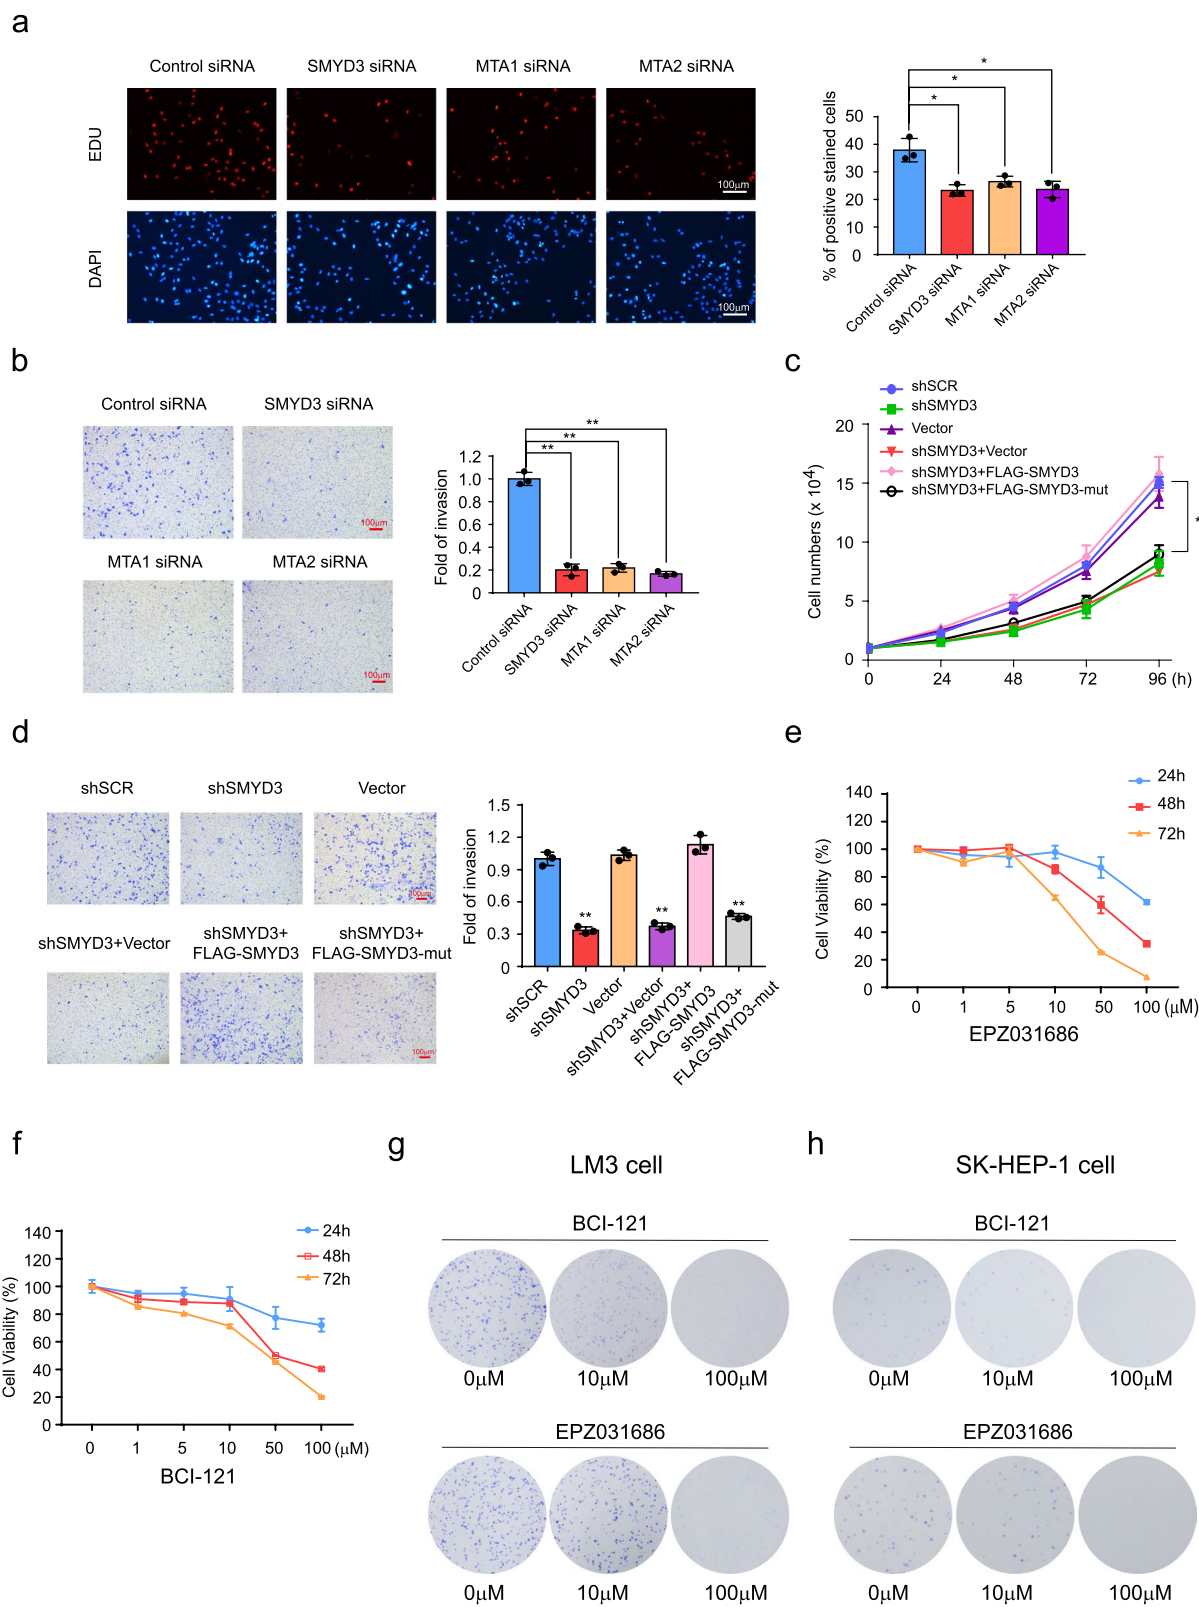 a
Control siRNA
SMYD3 siRNA
MTA1 siRNA
MTA2 siRNA
EDU
100μm
DAPI
100μm
% of positive stained cells
50
40
30
20
10
0
*
*
*
Control siRNA
SMYD3 siRNA
MTA1 siRNA
MTA2 siRNA
b
Control siRNA
SMYD3 siRNA
100μm
MTA1 siRNA
MTA2 siRNA
100μm
Fold of invasion
1.2
1.0
0.8
0.6
0.4
0.2
0
**
**
**
Control siRNA
SMYD3 siRNA
MTA1 siRNA
MTA2 siRNA
c
shSCR
shSMYD3
Vector
shSMYD3+Vector
shSMYD3+FLAG-SMYD3
shSMYD3+FLAG-SMYD3-mut
Cell numbers (x 10⁴)
20
15
10
5
0
*
0 24 48 72 96 (h)
d
shSCR
shSMYD3
Vector
100μm
shSMYD3+Vector
shSMYD3+
FLAG-SMYD3
shSMYD3+
FLAG-SMYD3-mut
100μm
Fold of invasion
1.5
1.2
0.9
0.6
0.3
0
**
**
**
shSCR
shSMYD3
Vector
shSMYD3+Vector
shSMYD3+
FLAG-SMYD3
shSMYD3+
FLAG-SMYD3-mut
e
24h
48h
72h
Cell Viability (%)
140
120
100
80
60
40
20
0
0 1 5 10 50 100 (μM)
EPZ031686
f
24h
48h
72h
Cell Viability (%)
140
120
100
80
60
40
20
0
0 1 5 10 50 100 (μM)
BCI-121
g
LM3 cell
BCI-121
0μM 10μM 100μM
EPZ031686
0μM 10μM 100μM
h
SK-HEP-1 cell
BCI-121
0μM 10μM 100μM
EPZ031686
0μM 10μM 100μM